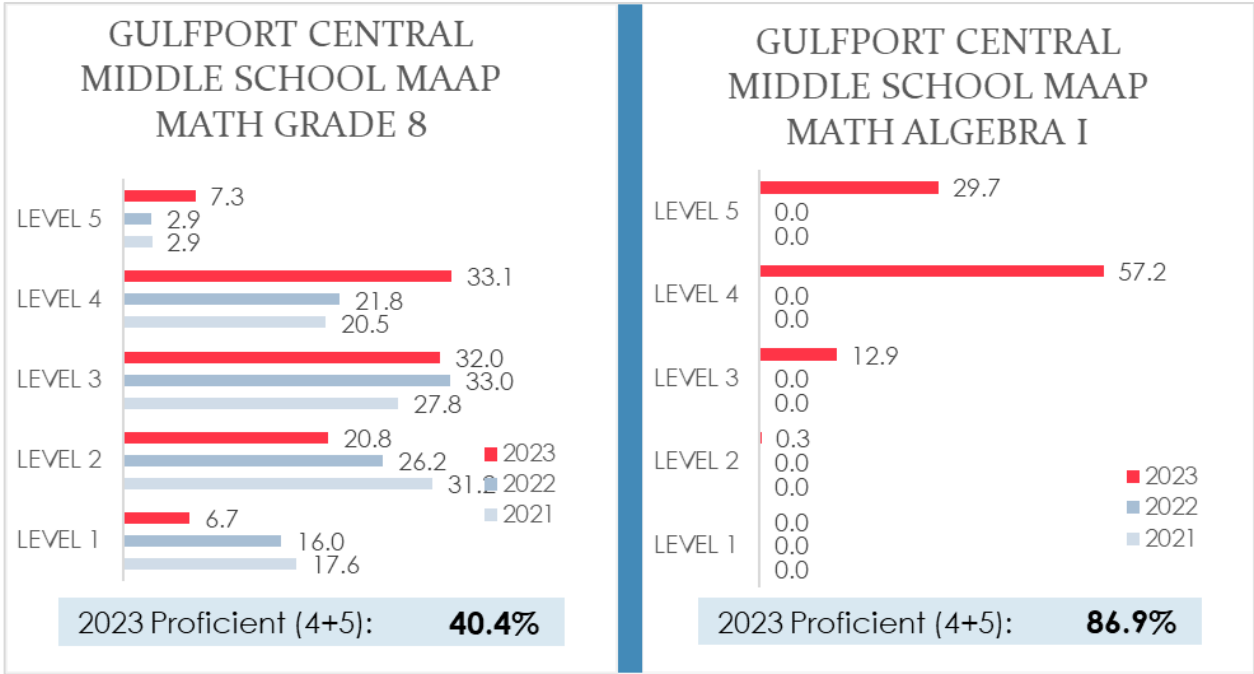 GULFPORT CENTRAL
MIDDLE SCHOOL MAAP
MATH GRADE 8
LEVEL 5
7.3
2.9
2.9
LEVEL 4
33.1
21.8
20.5
LEVEL 3
32.0
33.0
27.8
LEVEL 2
20.8
26.2
31.2
LEVEL 1
6.7
16.0
17.6
2023
2022
2021
2023 Proficient (4+5): 40.4%
GULFPORT CENTRAL
MIDDLE SCHOOL MAAP
MATH ALGEBRA I
LEVEL 5
29.7
0.0
0.0
LEVEL 4
57.2
0.0
0.0
LEVEL 3
12.9
0.0
0.0
LEVEL 2
0.3
0.0
0.0
LEVEL 1
0.0
0.0
0.0
2023
2022
2021
2023 Proficient (4+5): 86.9%